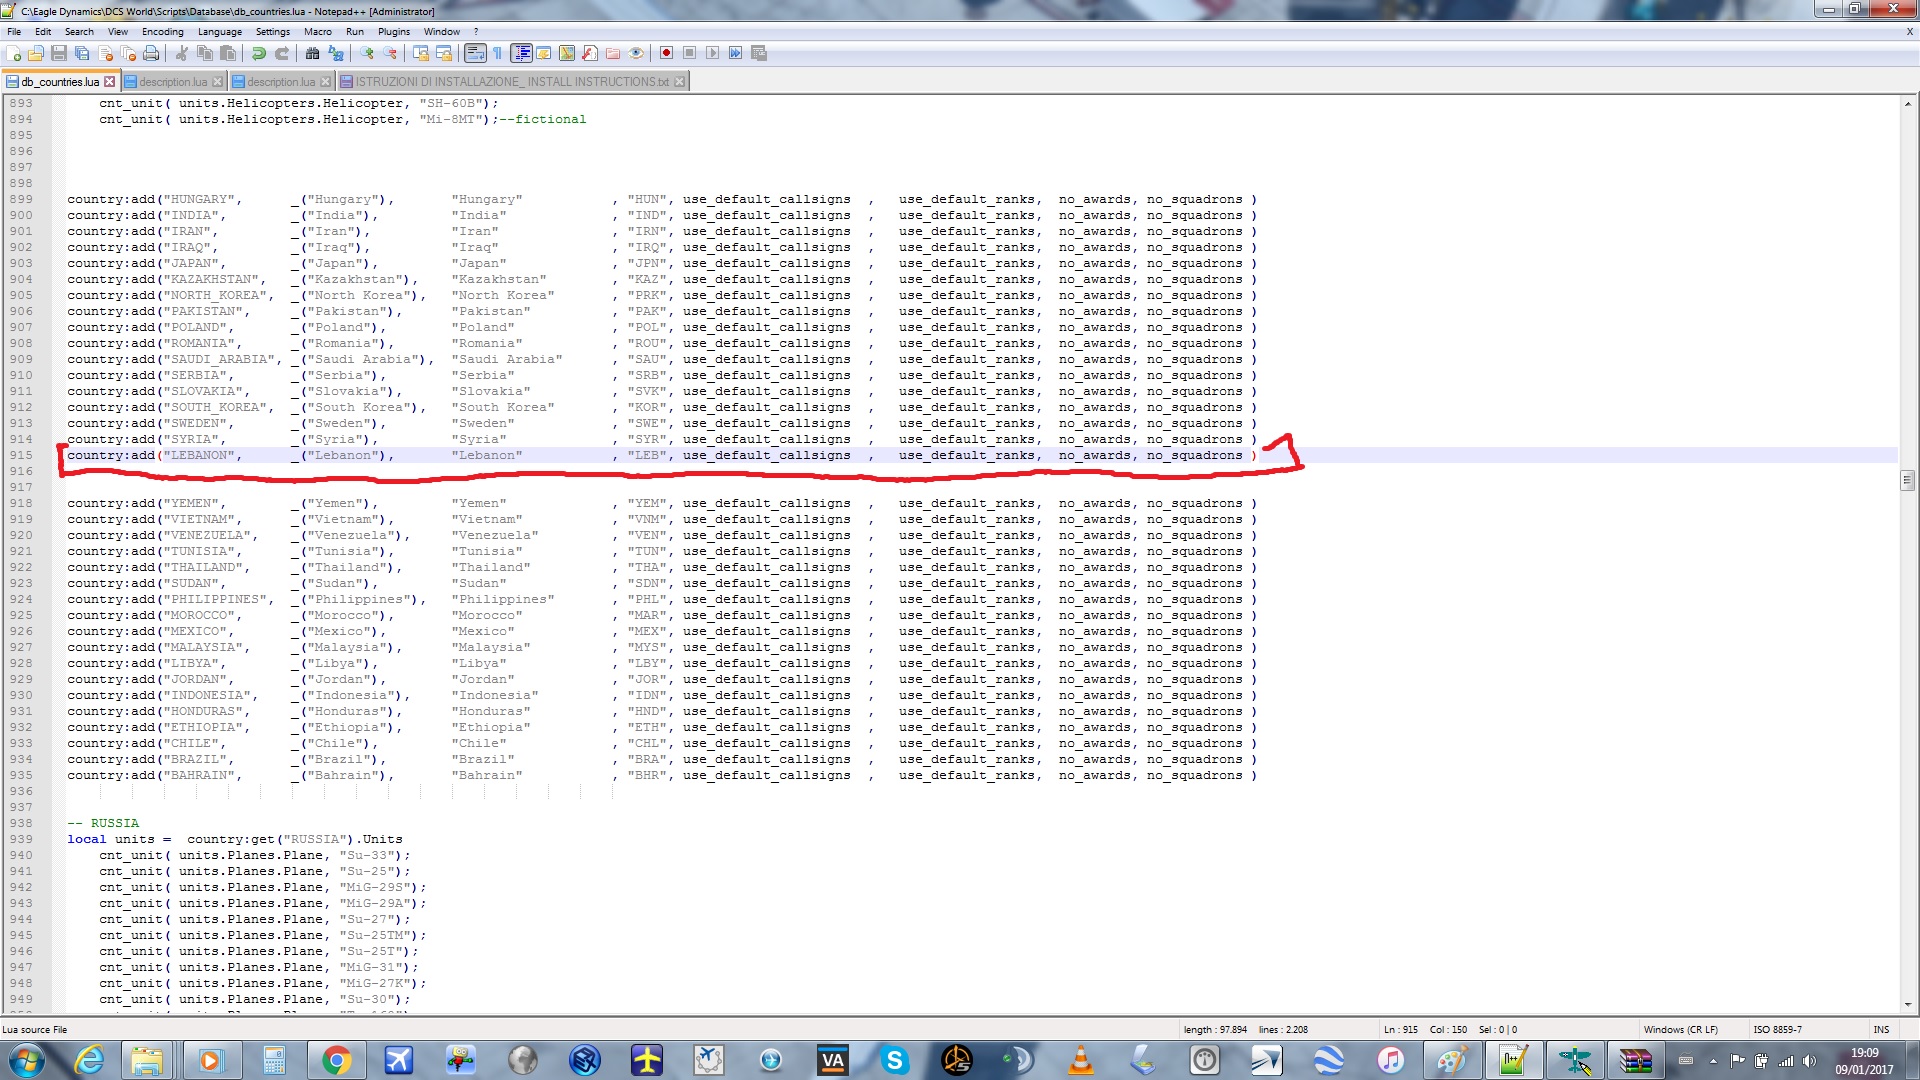 C:\Eagle Dynamics\DCS World\Scripts\Database\db_countries.lua - Notepad++ [Administrator]
File Edit Search View Encoding Language Settings Macro Run Plugins Window ? X
db_countries.lua description.lua description.lua ISTRUZIONI DI INSTALLAZIONE_ INSTALL INSTRUCTIONS.txt
893 cnt_unit( units.Helicopters.Helicopter, "SH-60B");
894 cnt_unit( units.Helicopters.Helicopter, "Mi-8MT");--fictional
895
896
897
898
899 country:add("HUNGARY", _("Hungary"), "Hungary" , "HUN", use_default_callsigns , use_default_ranks, no_awards, no_squadrons )
900 country:add("INDIA", _("India"), "India" , "IND", use_default_callsigns , use_default_ranks, no_awards, no_squadrons )
901 country:add("IRAN", _("Iran"), "Iran" , "IRN", use_default_callsigns , use_default_ranks, no_awards, no_squadrons )
902 country:add("IRAQ", _("Iraq"), "Iraq" , "IRQ", use_default_callsigns , use_default_ranks, no_awards, no_squadrons )
903 country:add("JAPAN", _("Japan"), "Japan" , "JPN", use_default_callsigns , use_default_ranks, no_awards, no_squadrons )
904 country:add("KAZAKHSTAN", _("Kazakhstan"), "Kazakhstan" , "KAZ", use_default_callsigns , use_default_ranks, no_awards, no_squadrons )
905 country:add("NORTH_KOREA", _("North Korea"), "North Korea" , "PRK", use_default_callsigns , use_default_ranks, no_awards, no_squadrons )
906 country:add("PAKISTAN", _("Pakistan"), "Pakistan" , "PAK", use_default_callsigns , use_default_ranks, no_awards, no_squadrons )
907 country:add("POLAND", _("Poland"), "Poland" , "POL", use_default_callsigns , use_default_ranks, no_awards, no_squadrons )
908 country:add("ROMANIA", _("Romania"), "Romania" , "ROU", use_default_callsigns , use_default_ranks, no_awards, no_squadrons )
909 country:add("SAUDI_ARABIA", _("Saudi Arabia"), "Saudi Arabia" , "SAU", use_default_callsigns , use_default_ranks, no_awards, no_squadrons )
910 country:add("SERBIA", _("Serbia"), "Serbia" , "SRB", use_default_callsigns , use_default_ranks, no_awards, no_squadrons )
911 country:add("SLOVAKIA", _("Slovakia"), "Slovakia" , "SVK", use_default_callsigns , use_default_ranks, no_awards, no_squadrons )
912 country:add("SOUTH_KOREA", _("South Korea"), "South Korea" , "KOR", use_default_callsigns , use_default_ranks, no_awards, no_squadrons )
913 country:add("SWEDEN", _("Sweden"), "Sweden" , "SWE", use_default_callsigns , use_default_ranks, no_awards, no_squadrons )
914 country:add("SYRIA", _("Syria"), "Syria" , "SYR", use_default_callsigns , use_default_ranks, no_awards, no_squadrons )
915 country:add("LEBANON", _("Lebanon"), "Lebanon" , "LEB", use_default_callsigns , use_default_ranks, no_awards, no_squadrons )
916
917
918 country:add("YEMEN", _("Yemen"), "Yemen" , "YEM", use_default_callsigns , use_default_ranks, no_awards, no_squadrons )
919 country:add("VIETNAM", _("Vietnam"), "Vietnam" , "VNM", use_default_callsigns , use_default_ranks, no_awards, no_squadrons )
920 country:add("VENEZUELA", _("Venezuela"), "Venezuela" , "VEN", use_default_callsigns , use_default_ranks, no_awards, no_squadrons )
921 country:add("TUNISIA", _("Tunisia"), "Tunisia" , "TUN", use_default_callsigns , use_default_ranks, no_awards, no_squadrons )
922 country:add("THAILAND", _("Thailand"), "Thailand" , "THA", use_default_callsigns , use_default_ranks, no_awards, no_squadrons )
923 country:add("SUDAN", _("Sudan"), "Sudan" , "SDN", use_default_callsigns , use_default_ranks, no_awards, no_squadrons )
924 country:add("PHILIPPINES", _("Philippines"), "Philippines" , "PHL", use_default_callsigns , use_default_ranks, no_awards, no_squadrons )
925 country:add("MOROCCO", _("Morocco"), "Morocco" , "MAR", use_default_callsigns , use_default_ranks, no_awards, no_squadrons )
926 country:add("MEXICO", _("Mexico"), "Mexico" , "MEX", use_default_callsigns , use_default_ranks, no_awards, no_squadrons )
927 country:add("MALAYSIA", _("Malaysia"), "Malaysia" , "MYS", use_default_callsigns , use_default_ranks, no_awards, no_squadrons )
928 country:add("LIBYA", _("Libya"), "Libya" , "LBY", use_default_callsigns , use_default_ranks, no_awards, no_squadrons )
929 country:add("JORDAN", _("Jordan"), "Jordan" , "JOR", use_default_callsigns , use_default_ranks, no_awards, no_squadrons )
930 country:add("INDONESIA", _("Indonesia"), "Indonesia" , "IDN", use_default_callsigns , use_default_ranks, no_awards, no_squadrons )
931 country:add("HONDURAS", _("Honduras"), "Honduras" , "HND", use_default_callsigns , use_default_ranks, no_awards, no_squadrons )
932 country:add("ETHIOPIA", _("Ethiopia"), "Ethiopia" , "ETH", use_default_callsigns , use_default_ranks, no_awards, no_squadrons )
933 country:add("CHILE", _("Chile"), "Chile" , "CHL", use_default_callsigns , use_default_ranks, no_awards, no_squadrons )
934 country:add("BRAZIL", _("Brazil"), "Brazil" , "BRA", use_default_callsigns , use_default_ranks, no_awards, no_squadrons )
935 country:add("BAHRAIN", _("Bahrain"), "Bahrain" , "BHR", use_default_callsigns , use_default_ranks, no_awards, no_squadrons )
936
937
938 -- RUSSIA
939 local units = country:get("RUSSIA").Units
940 cnt_unit( units.Planes.Plane, "Su-33");
941 cnt_unit( units.Planes.Plane, "Su-25");
942 cnt_unit( units.Planes.Plane, "MiG-29S");
943 cnt_unit( units.Planes.Plane, "MiG-29A");
944 cnt_unit( units.Planes.Plane, "Su-27");
945 cnt_unit( units.Planes.Plane, "Su-25TM");
946 cnt_unit( units.Planes.Plane, "Su-25T");
947 cnt_unit( units.Planes.Plane, "MiG-31");
948 cnt_unit( units.Planes.Plane, "MiG-27K");
949 cnt_unit( units.Planes.Plane, "Su-30");
Lua source File length : 97.894 lines : 2.208 Ln : 915 Col : 150 Sel : 0 | 0 Windows (CR LF) ISO 8859-7 INS
VA
19:09
09/01/2017